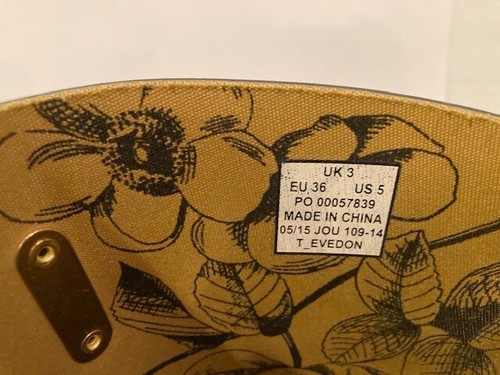 UK 3
EU 36 US 5
PO 00057839
MADE IN CHINA
05/15 JOU 109-14
T_EVEDON